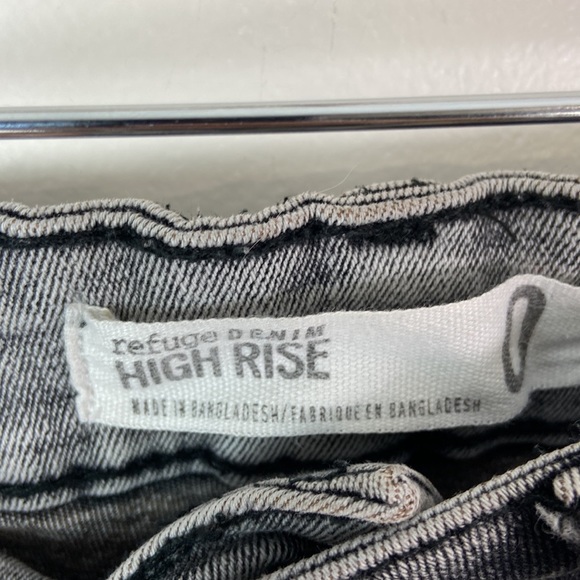 refuge DENIM
HIGH RISE
0
MADE IN BANGLADESH/FABRIQUE EN BANGLADESH